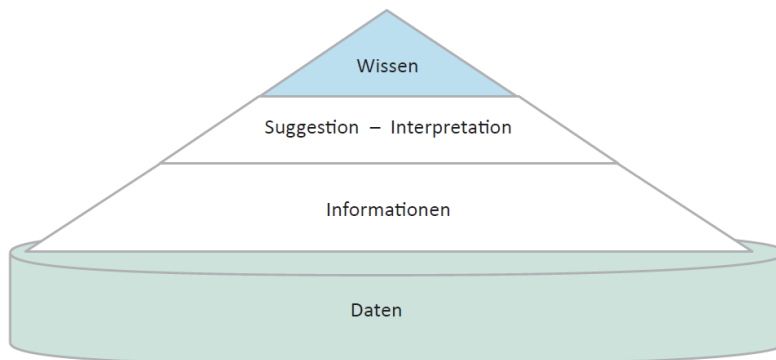 Wissen
Suggestion – Interpretation
Informationen
Daten